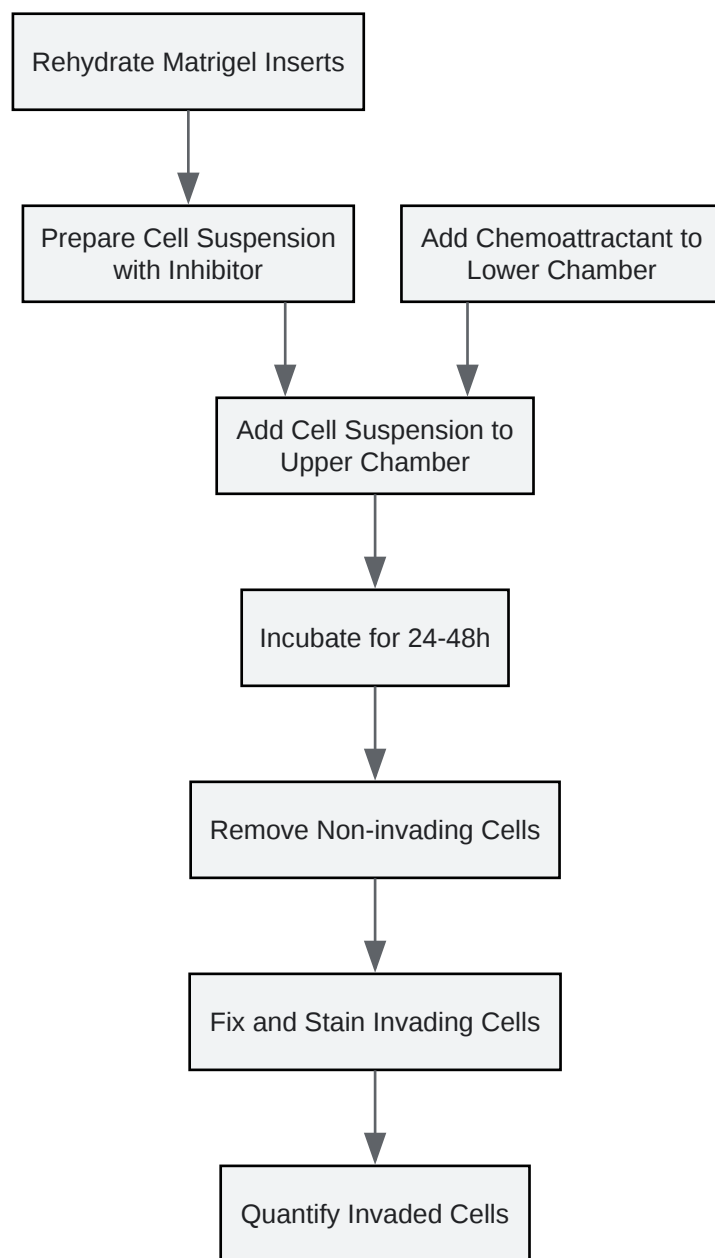 Rehydrate Matrigel Inserts
Prepare Cell Suspension
with Inhibitor
Add Chemoattractant to
Lower Chamber
Add Cell Suspension to
Upper Chamber
Incubate for 24-48h
Remove Non-invading Cells
Fix and Stain Invading Cells
Quantify Invaded Cells